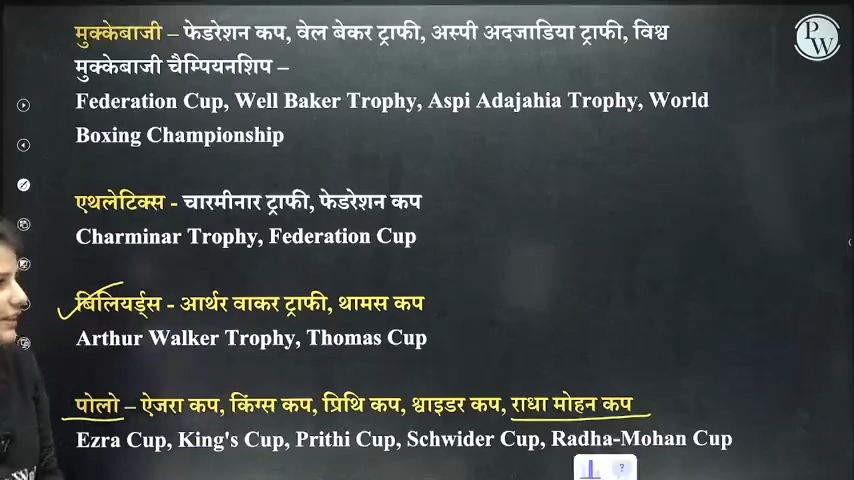 मुक्केबाजी – फेडरेशन कप, वेल बेकर ट्राफी, अस्पी अदजाडिया ट्राफी, विश्व
मुक्केबाजी चैम्पियनशिप –
Federation Cup, Well Baker Trophy, Aspi Adajahia Trophy, World
Boxing Championship
एथलेटिक्स - चारमीनार ट्राफी, फेडरेशन कप
Charminar Trophy, Federation Cup
बिलियर्ड्स - आर्थर वाकर ट्राफी, थामस कप
Arthur Walker Trophy, Thomas Cup
पोलो – ऐजरा कप, किंग्स कप, प्रिथि कप, श्वाइडर कप, राधा मोहन कप
Ezra Cup, King's Cup, Prithi Cup, Schwider Cup, Radha-Mohan Cup
PW